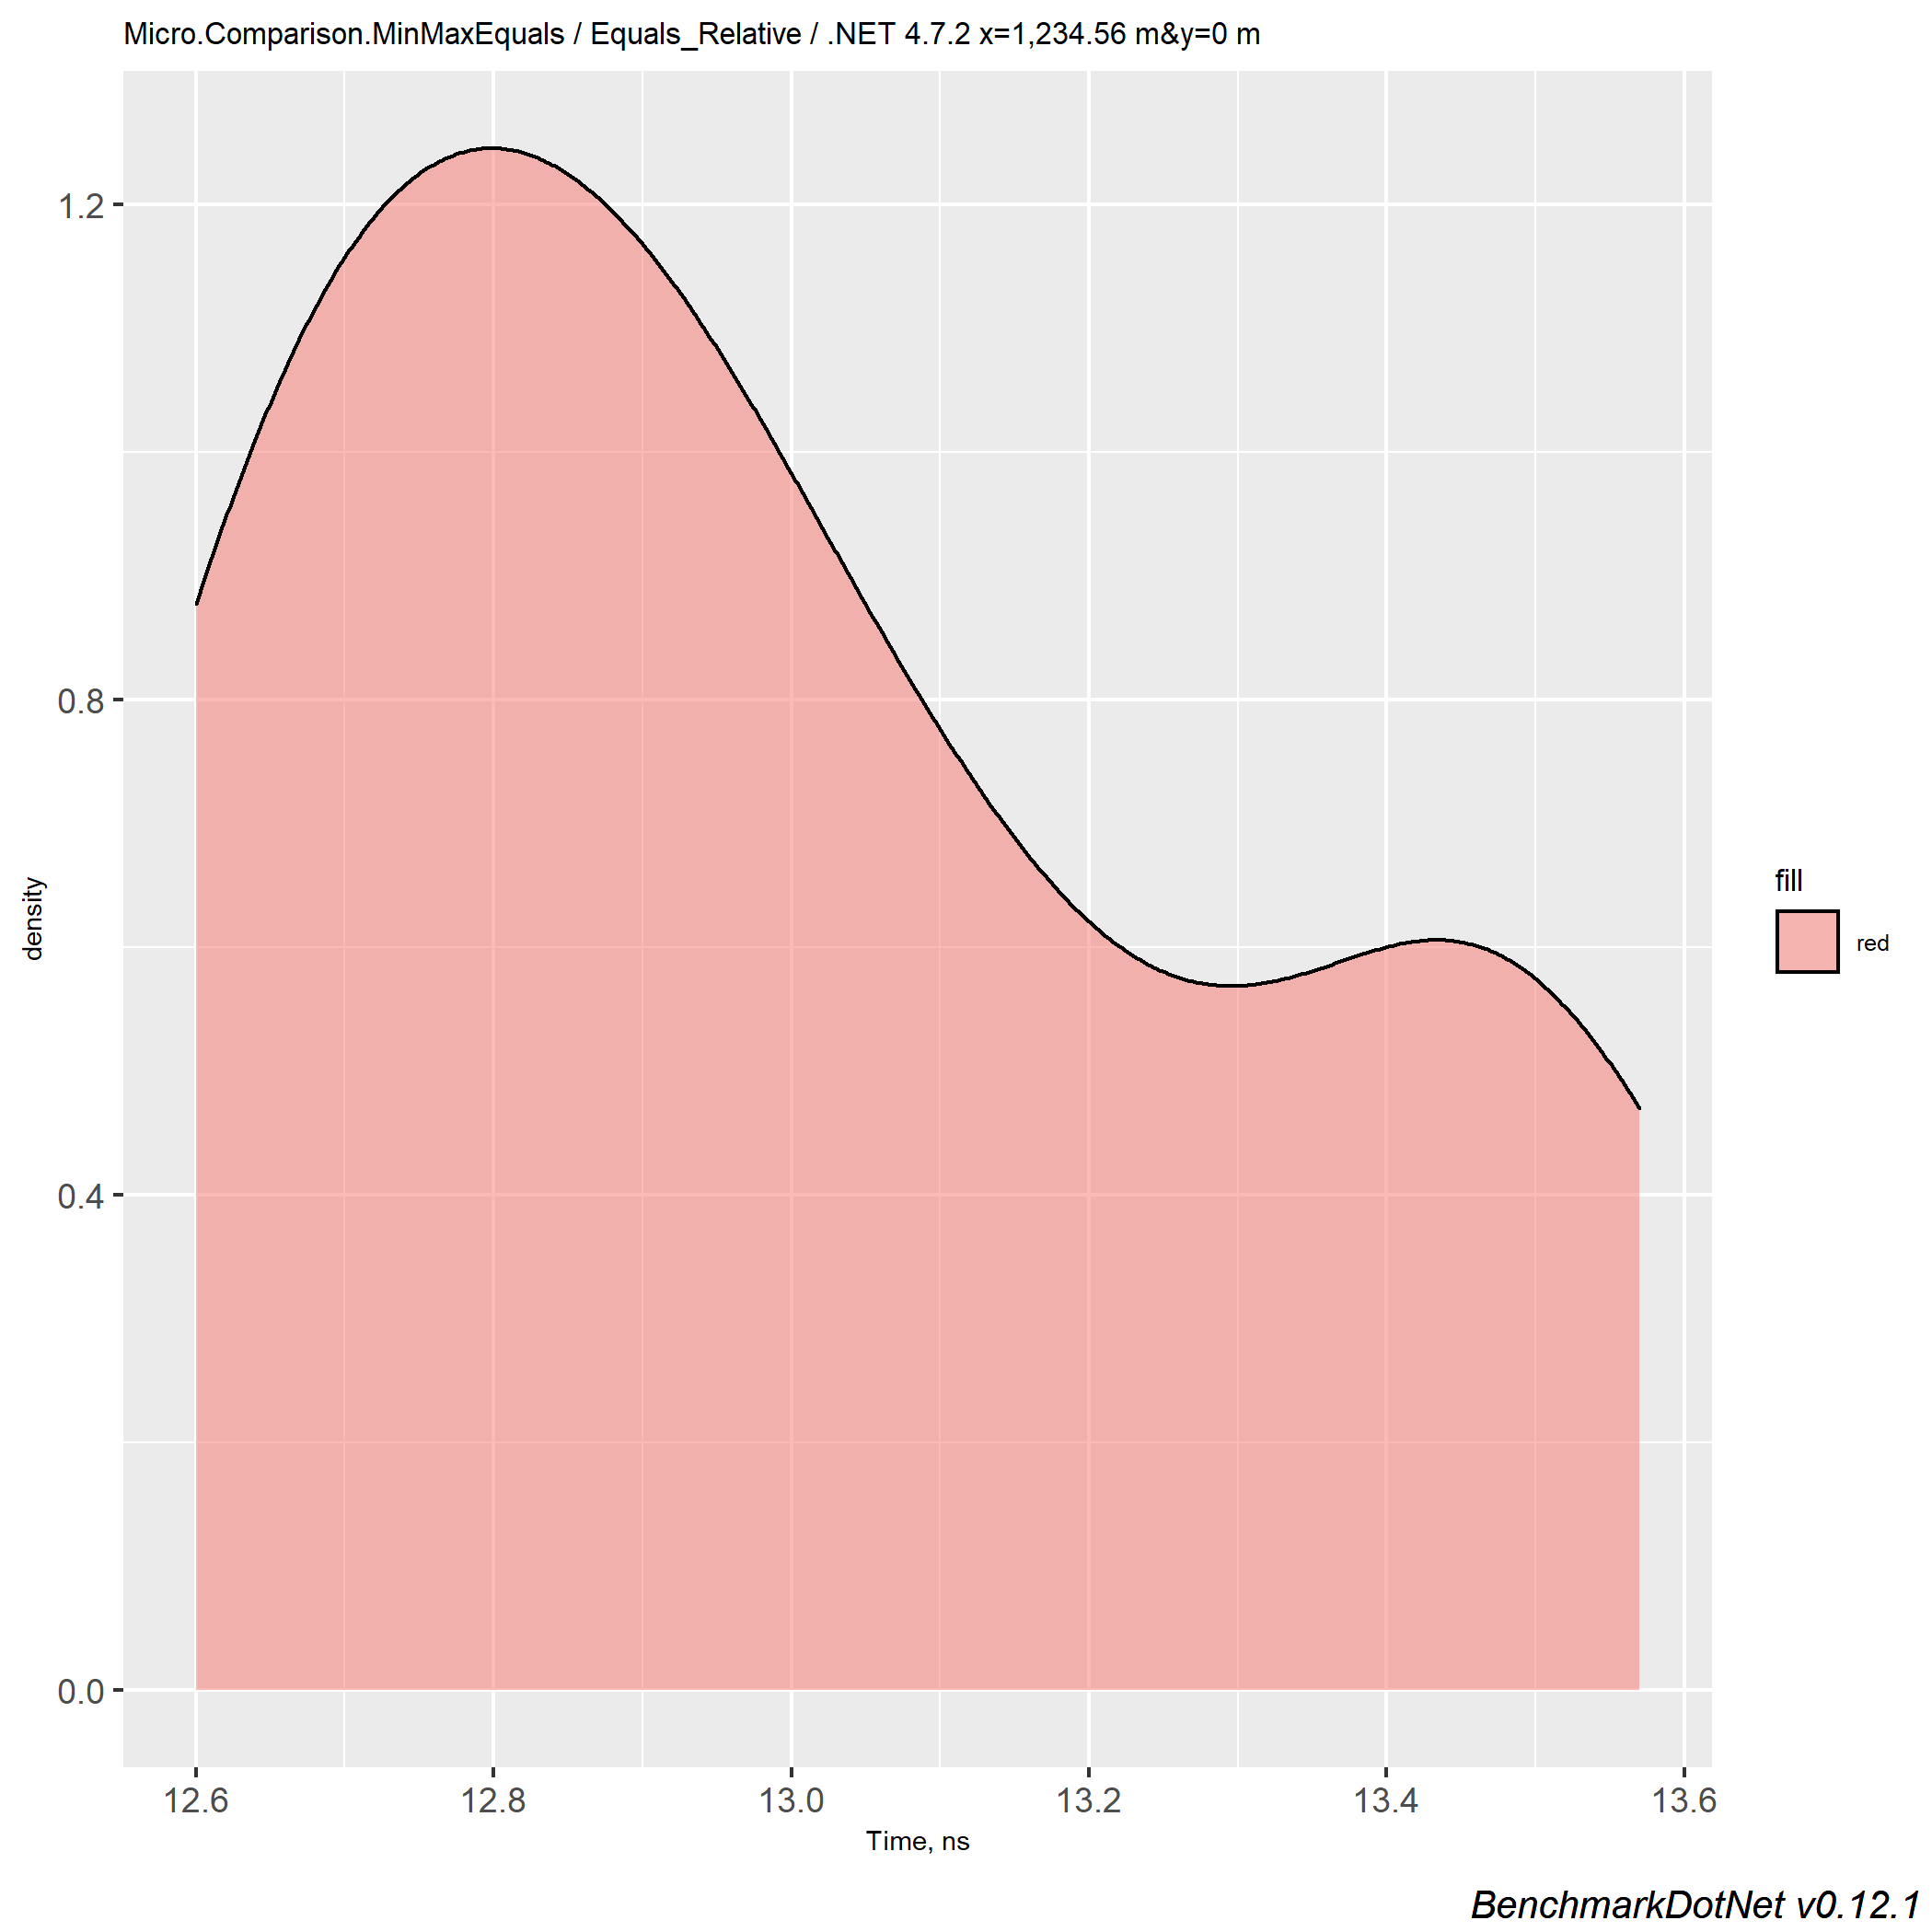 Micro.Comparison.MinMaxEquals / Equals_Relative / .NET 4.7.2 x=1,234.56 m&y=0 m
1.2
0.8
0.4
0.0
density
12.6 12.8 13.0 13.2 13.4 13.6
Time, ns
fill
red
BenchmarkDotNet v0.12.1